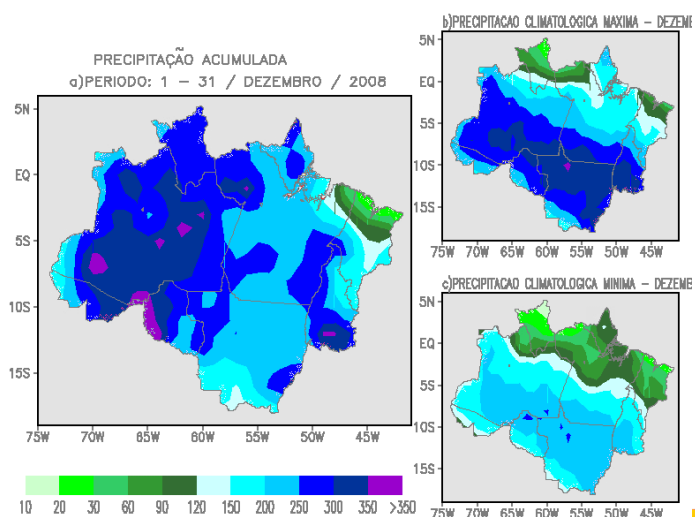 PRECIPITAÇÃO ACUMULADA
a)PERIODO: 1 – 31 / DEZEMBRO / 2008
5N
EQ
5S
10S
15S
75W 70W 65W 60W 55W 50W 45W
b)PRECIPITACAO CLIMATOLOGICA MAXIMA – DEZEMB
5N
EQ
5S
10S
15S
75W 70W 65W 60W 55W 50W 45W
c)PRECIPITACAO CLIMATOLOGICA MINIMA – DEZEMB
5N
EQ
5S
10S
15S
75W 70W 65W 60W 55W 50W 45W
10 20 30 60 90 120 150 200 250 300 350 >350